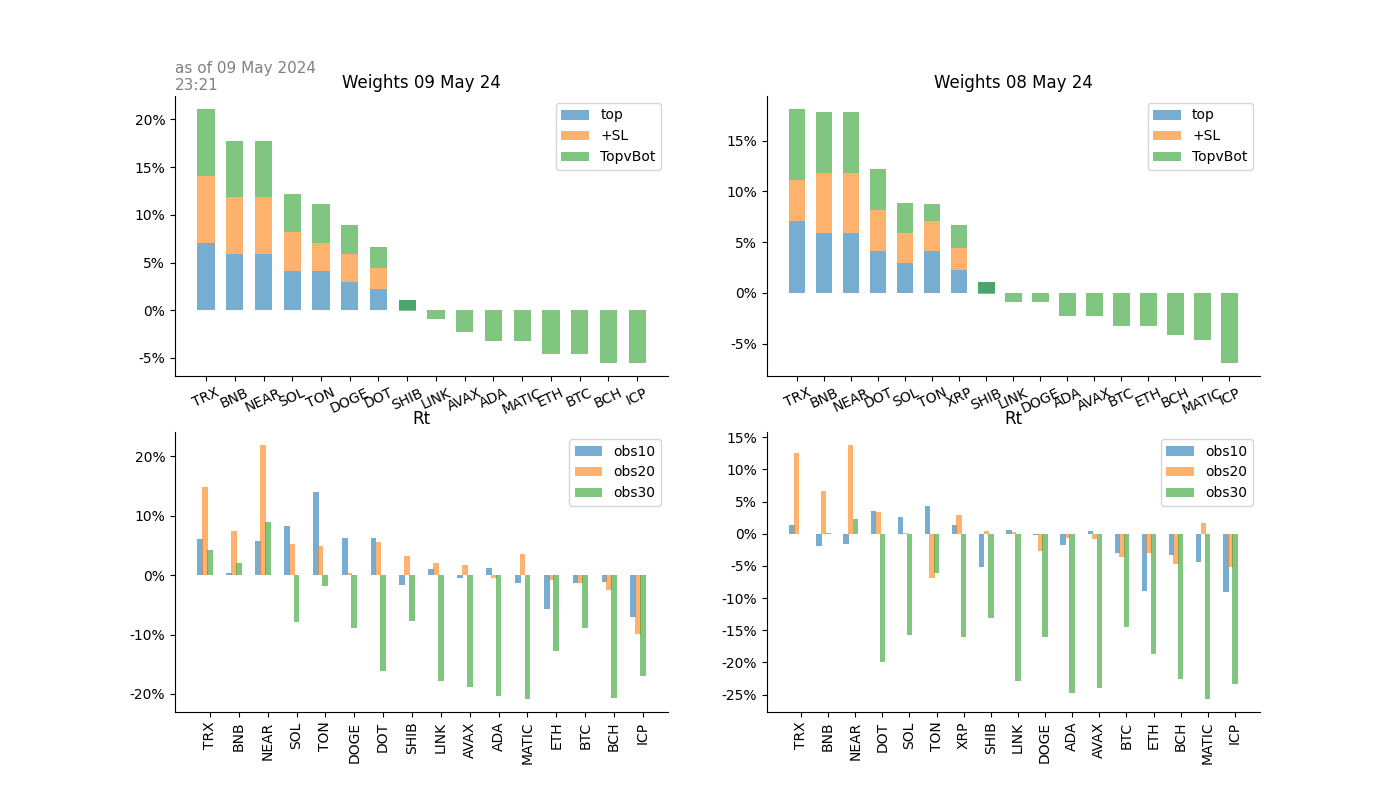 as of 09 May 2024
23:21
Weights 09 May 24
20%
15%
10%
5%
0%
-5%
top
+SL
TopvBot
TRX BNB NEAR SOL TON DOGE DOT SHIB LINK AVAX ADA MATIC ETH BTC BCH ICP
Weights 08 May 24
15%
10%
5%
0%
-5%
top
+SL
TopvBot
TRX BNB NEAR DOT SOL TON XRP SHIB LINK DOGE ADA AVAX BTC ETH BCH MATIC ICP
Rt
20%
10%
0%
-10%
-20%
obs10
obs20
obs30
TRX BNB NEAR SOL TON DOGE DOT SHIB LINK AVAX ADA MATIC ETH BTC BCH ICP
Rt
15%
10%
5%
0%
-5%
-10%
-15%
-20%
-25%
obs10
obs20
obs30
TRX BNB NEAR DOT SOL TON XRP SHIB LINK DOGE ADA AVAX BTC ETH BCH MATIC ICP